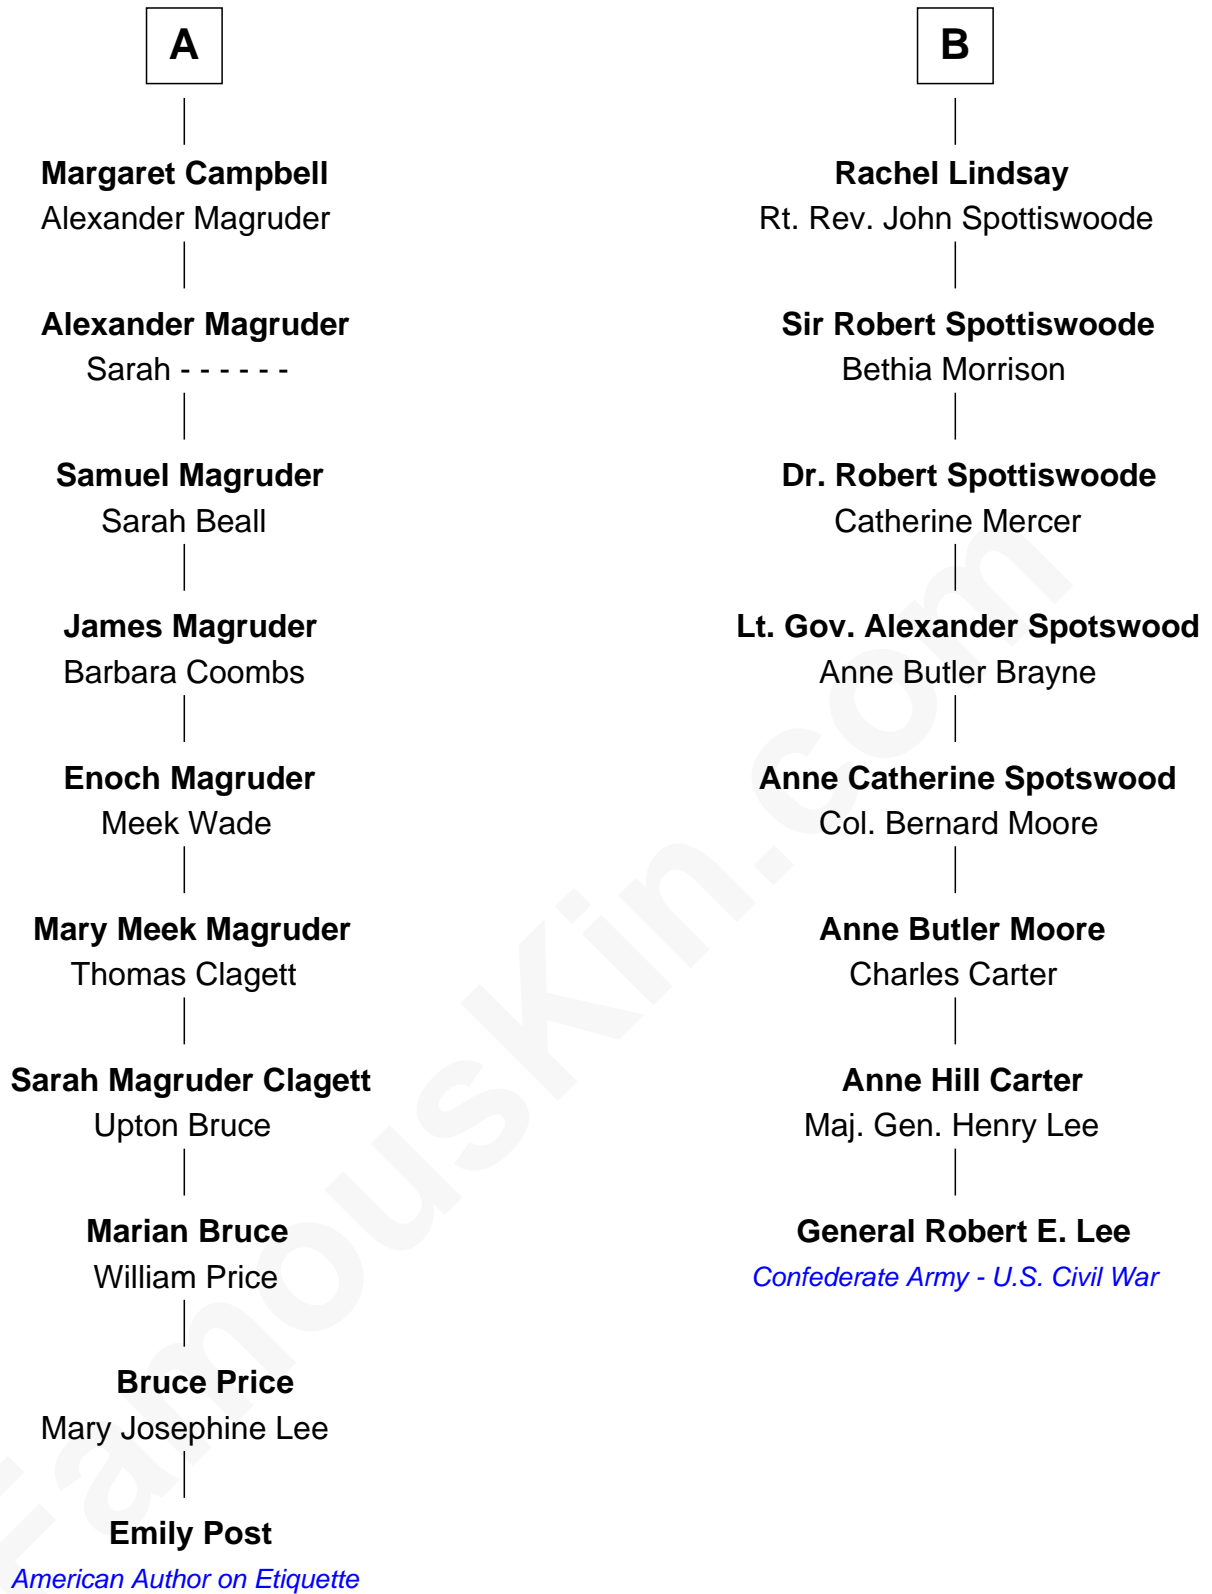 A
Margaret Campbell
Alexander Magruder
Alexander Magruder
Sarah - - - - - -
Samuel Magruder
Sarah Beall
James Magruder
Barbara Coombs
Enoch Magruder
Meek Wade
Mary Meek Magruder
Thomas Clagett
Sarah Magruder Clagett
Upton Bruce
Marian Bruce
William Price
Bruce Price
Mary Josephine Lee
Emily Post
American Author on Etiquette
B
Rachel Lindsay
Rt. Rev. John Spottiswoode
Sir Robert Spottiswoode
Bethia Morrison
Dr. Robert Spottiswoode
Catherine Mercer
Lt. Gov. Alexander Spotswood
Anne Butler Brayne
Anne Catherine Spotswood
Col. Bernard Moore
Anne Butler Moore
Charles Carter
Anne Hill Carter
Maj. Gen. Henry Lee
General Robert E. Lee
Confederate Army - U.S. Civil War
FamousKin.com